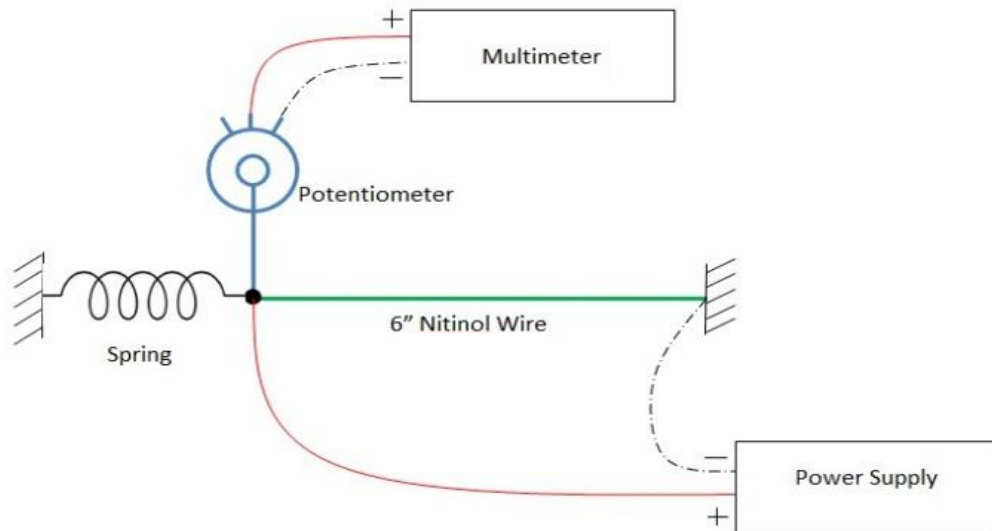 +
Multimeter
—
Potentiometer
6” Nitinol Wire
Spring
—
Power Supply
+